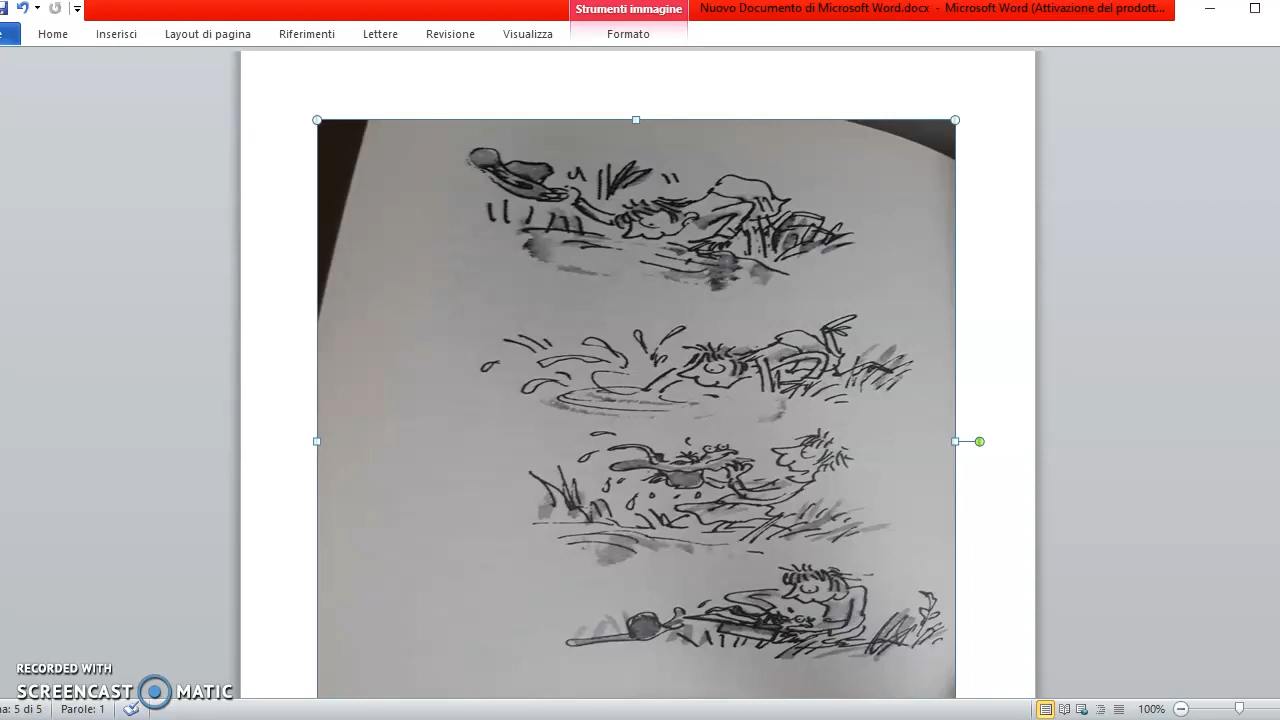 Strumenti immagine
Nuovo Documento di Microsoft Word.docx - Microsoft Word (Attivazione del prodott...
Home Inserisci Layout di pagina Riferimenti Lettere Revisione Visualizza Formato
RECORDED WITH
SCREENCAST MATIC
na: 5 di 5 Parole: 1 100%